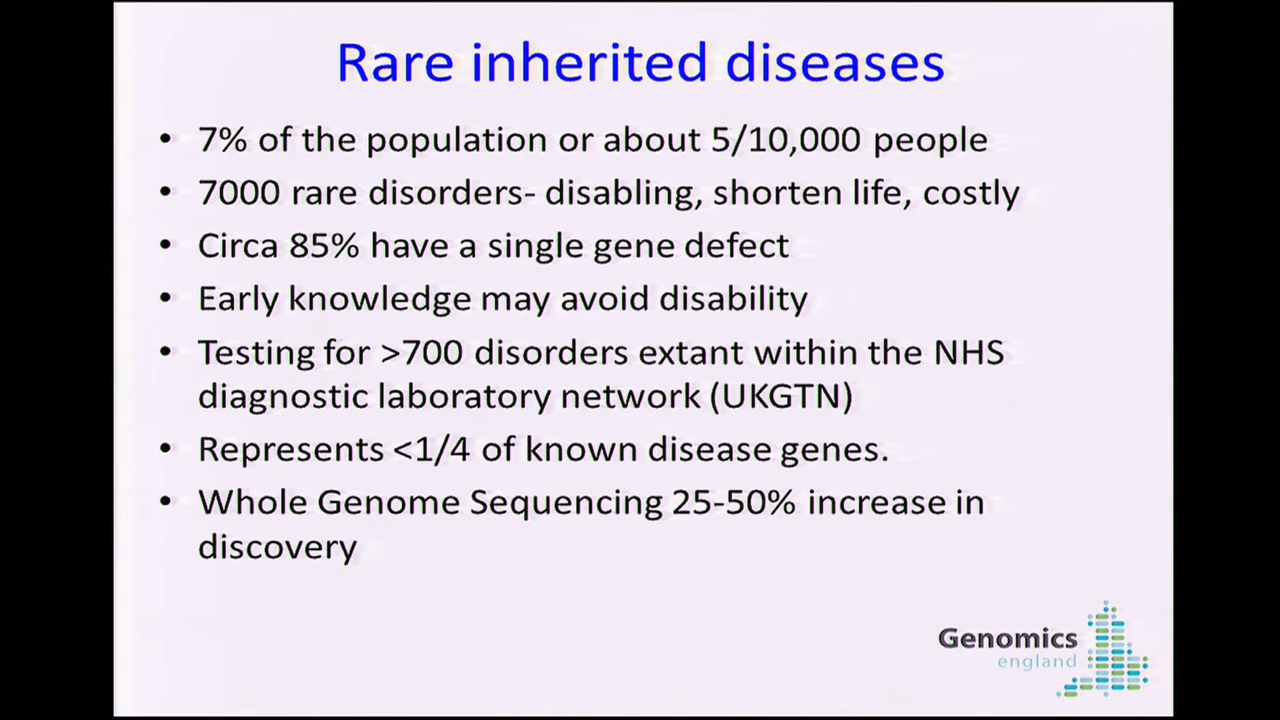 Rare inherited diseases
• 7% of the population or about 5/10,000 people
• 7000 rare disorders- disabling, shorten life, costly
• Circa 85% have a single gene defect
• Early knowledge may avoid disability
• Testing for >700 disorders extant within the NHS
diagnostic laboratory network (UKGTN)
• Represents <1/4 of known disease genes.
• Whole Genome Sequencing 25-50% increase in
discovery
Genomics
england